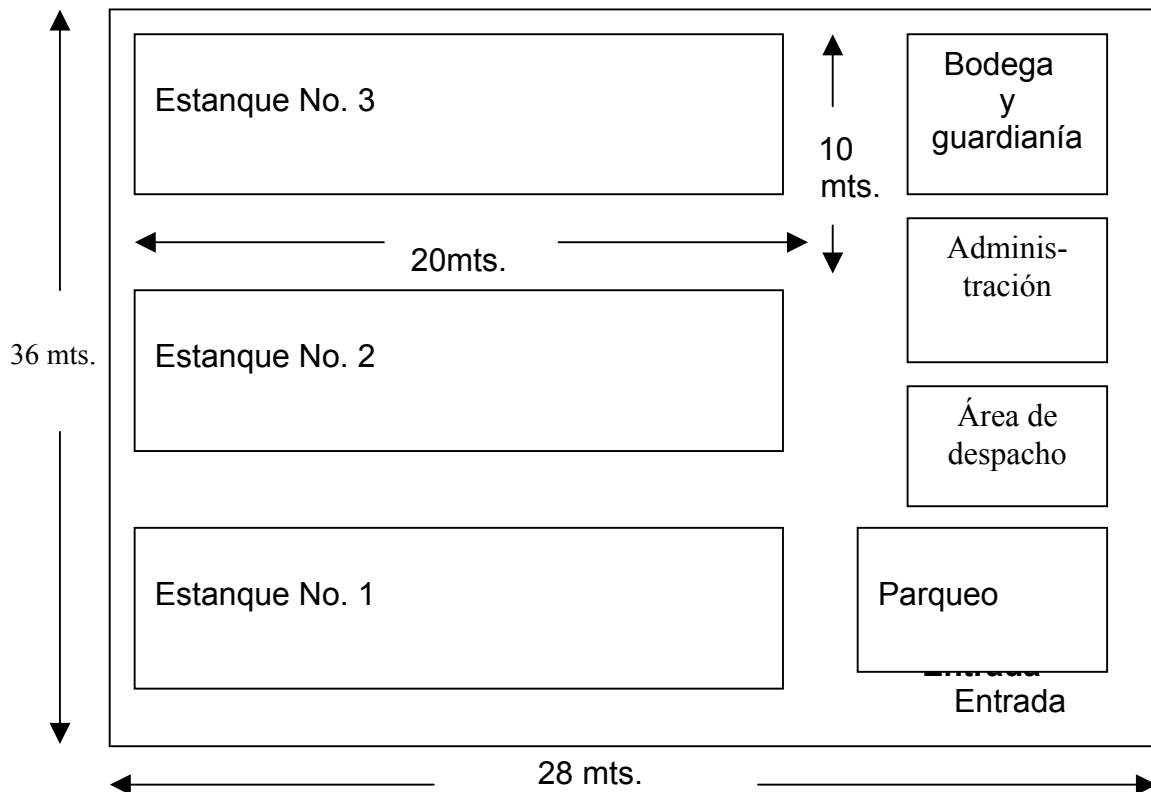 Estanque No. 3
Bodega
y
guardianía
10
mts.
20mts.
Adminis-
tración
36 mts.
Estanque No. 2
Área de
despacho
Estanque No. 1
Parqueo
Entrada
Entrada
28 mts.